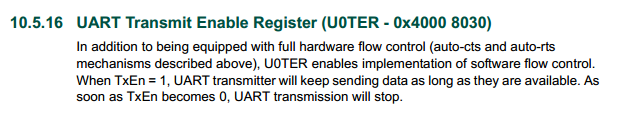 10.5.16 UART Transmit Enable Register (U0TER - 0x4000 8030)
In addition to being equipped with full hardware flow control (auto-cts and auto-rts
mechanisms described above), U0TER enables implementation of software flow control.
When TxEn = 1, UART transmitter will keep sending data as long as they are available. As
soon as TxEn becomes 0, UART transmission will stop.